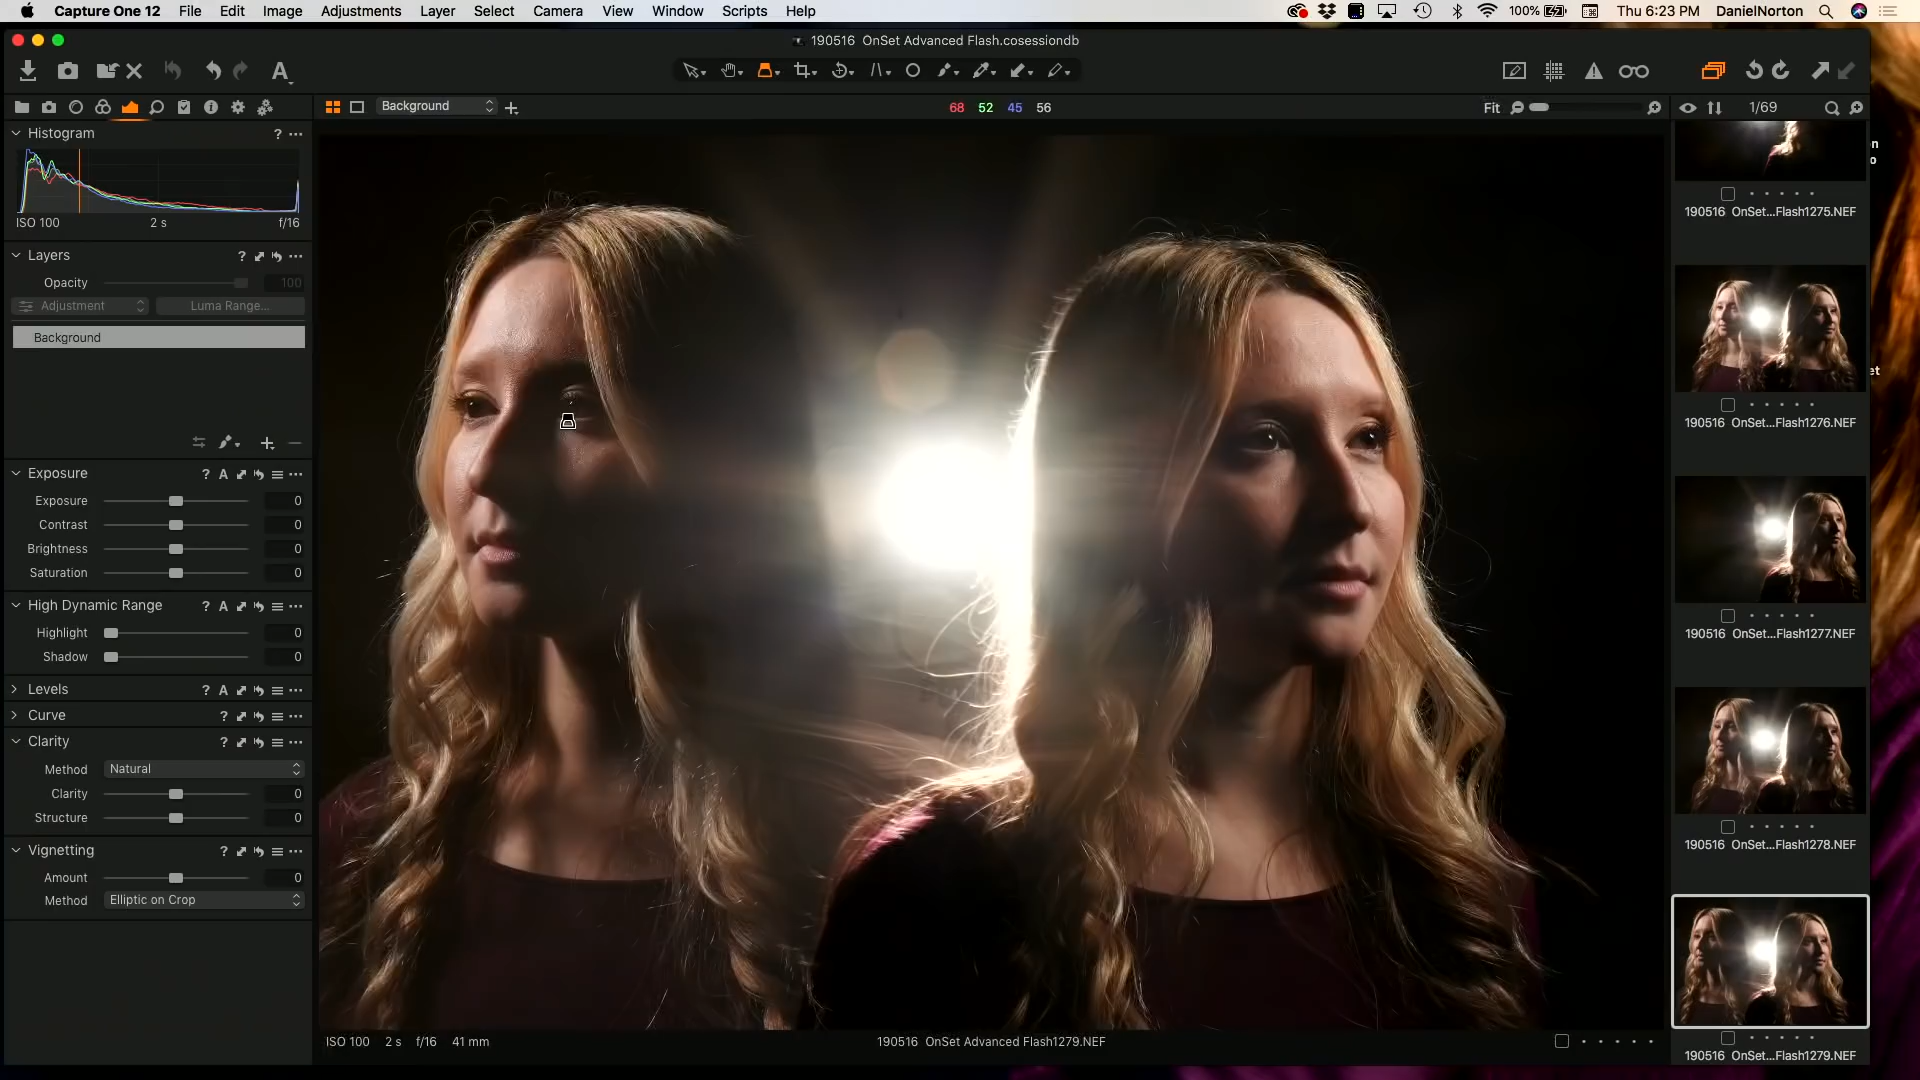 Capture One 12 File Edit Image Adjustments Layer Select Camera View Window Scripts Help 100% Thu 6:23 PM DanielNorton
190516 OnSet Advanced Flash.cosessiondb
A
Background
68 52 45 56
Fit
1/69
Histogram ?
ISO 100 2 s f/16
Layers ?
Opacity 100
Adjustment Luma Range...
Background
Exposure ? A
Exposure 0
Contrast 0
Brightness 0
Saturation 0
High Dynamic Range ? A
Highlight 0
Shadow 0
Levels ? A
Curve ?
Clarity ?
Method Natural
Clarity 0
Structure 0
Vignetting ?
Amount 0
Method Elliptic on Crop
ISO 100 2 s f/16 41 mm
190516 OnSet Advanced Flash1279.NEF
190516 OnSet...Flash1275.NEF
190516 OnSet...Flash1276.NEF
190516 OnSet...Flash1277.NEF
190516 OnSet...Flash1278.NEF
190516 OnSet...Flash1279.NEF